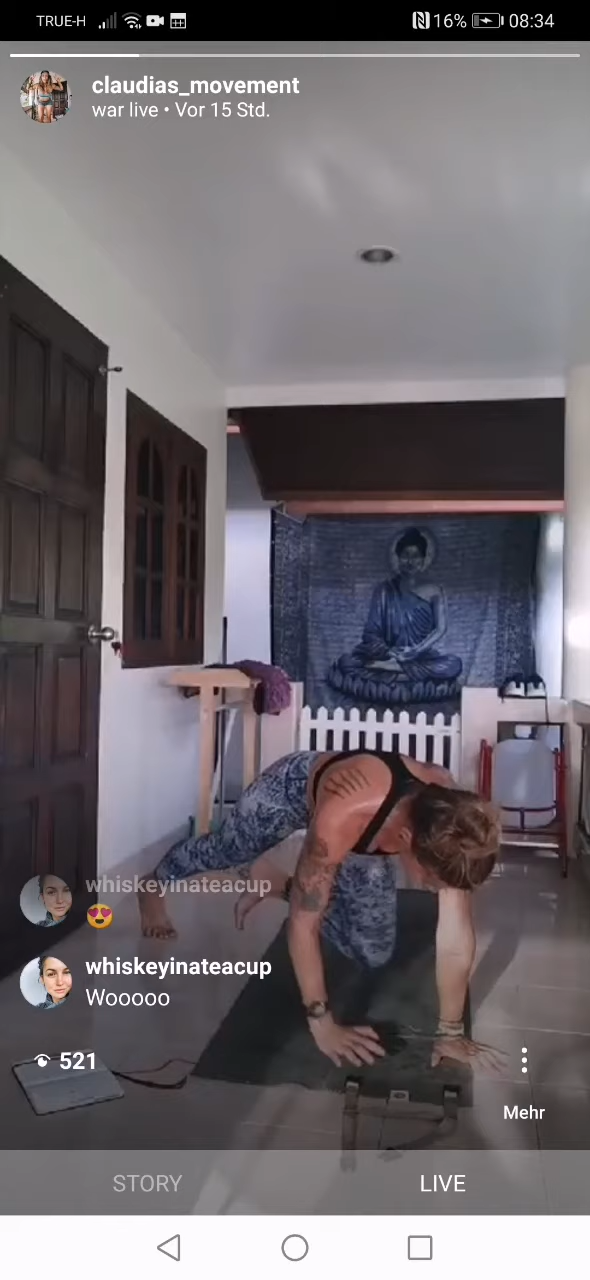 TRUE-H 16% 08:34
claudias_movement
war live • Vor 15 Std.
whiskeyinateacup
😍
whiskeyinateacup
Wooooo
521
Mehr
STORY LIVE